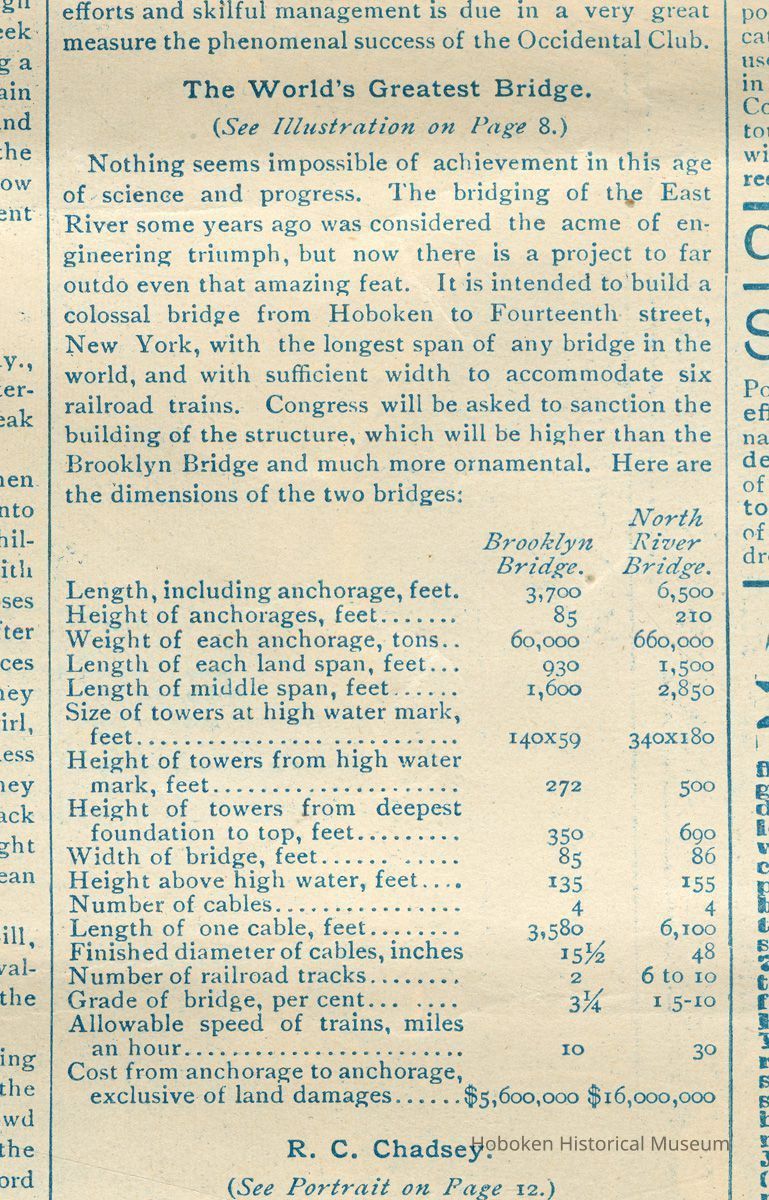 efforts and skilful management is due in a very great
measure the phenomenal success of the Occidental Club.
The World's Greatest Bridge.
(See Illustration on Page 8.)
Nothing seems impossible of achievement in this age
of science and progress. The bridging of the East
River some years ago was considered the acme of en-
gineering triumph, but now there is a project to far
outdo even that amazing feat. It is intended to build a
colossal bridge from Hoboken to Fourteenth street,
New York, with the longest span of any bridge in the
world, and with sufficient width to accommodate six
railroad trains. Congress will be asked to sanction the
building of the structure, which will be higher than the
Brooklyn Bridge and much more ornamental. Here are
the dimensions of the two bridges:
North
Brooklyn River
Bridge. Bridge.
Length, including anchorage, feet. 3,700 6,500
Height of anchorages, feet....... 85 210
Weight of each anchorage, tons.. 60,000 660,000
Length of each land span, feet... 930 1,500
Length of middle span, feet...... 1,600 2,850
Size of towers at high water mark,
feet............................ 140x59 340x180
Height of towers from high water
mark, feet..................... 272 500
Height of towers from deepest
foundation to top, feet......... 350 690
Width of bridge, feet...... ..... 85 86
Height above high water, feet.... 135 155
Number of cables................ 4 4
Length of one cable, feet........ 3,580 6,100
Finished diameter of cables, inches 15½ 48
Number of railroad tracks........ 2 6 to 10
Grade of bridge, per cent... .... 3¼ 1 5-10
Allowable speed of trains, miles
an hour........................ 10 30
Cost from anchorage to anchorage,
exclusive of land damages......$5,600,000 $16,000,000
R. C. Chadsey.
Hoboken Historical Museum
(See Portrait on Page 12.)